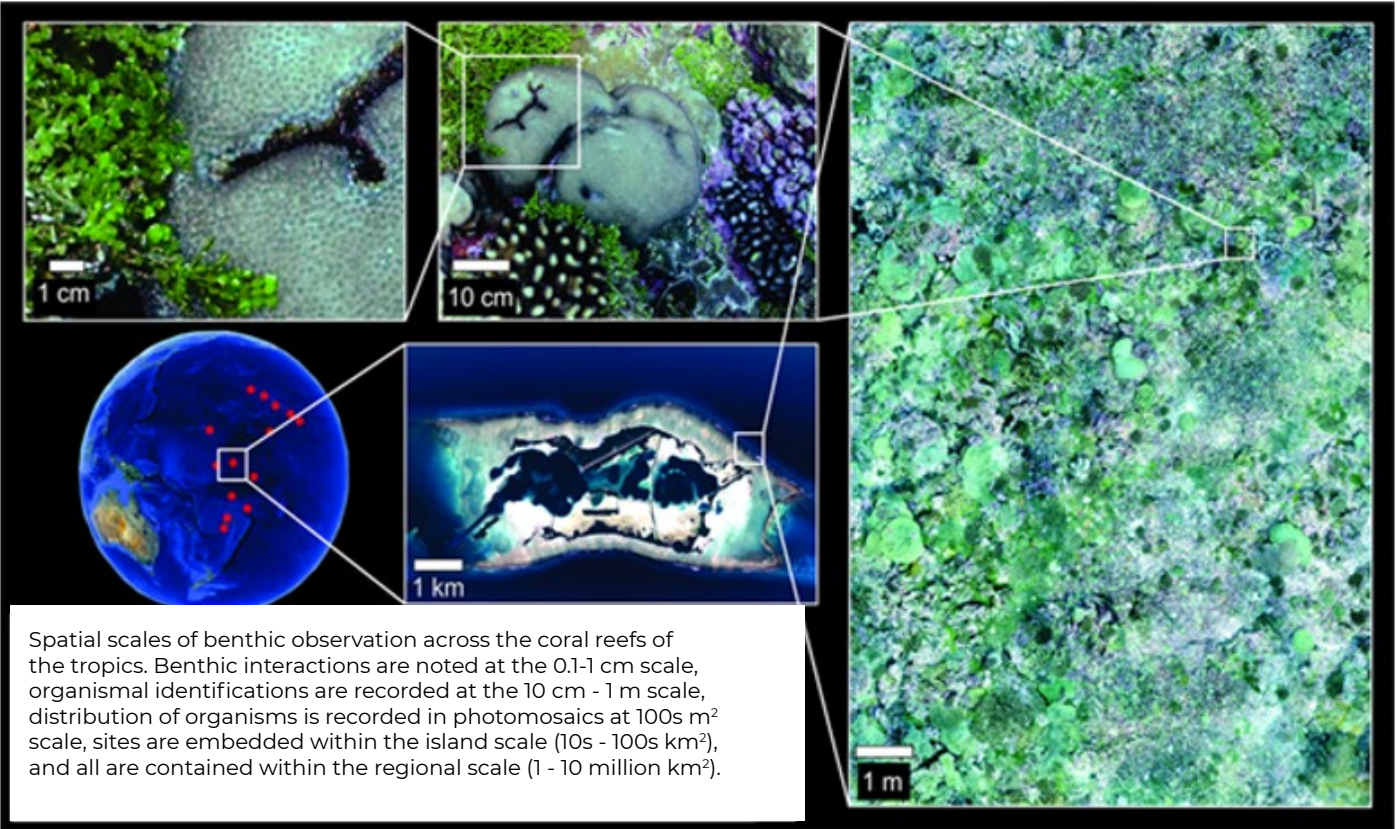 1 cm
10 cm
1 km
Spatial scales of benthic observation across the coral reefs of
the tropics. Benthic interactions are noted at the 0.1-1 cm scale,
organismal identifications are recorded at the 10 cm - 1 m scale,
distribution of organisms is recorded in photomosaics at 100s m²
scale, sites are embedded within the island scale (10s - 100s km²),
and all are contained within the regional scale (1 - 10 million km²).
1 m